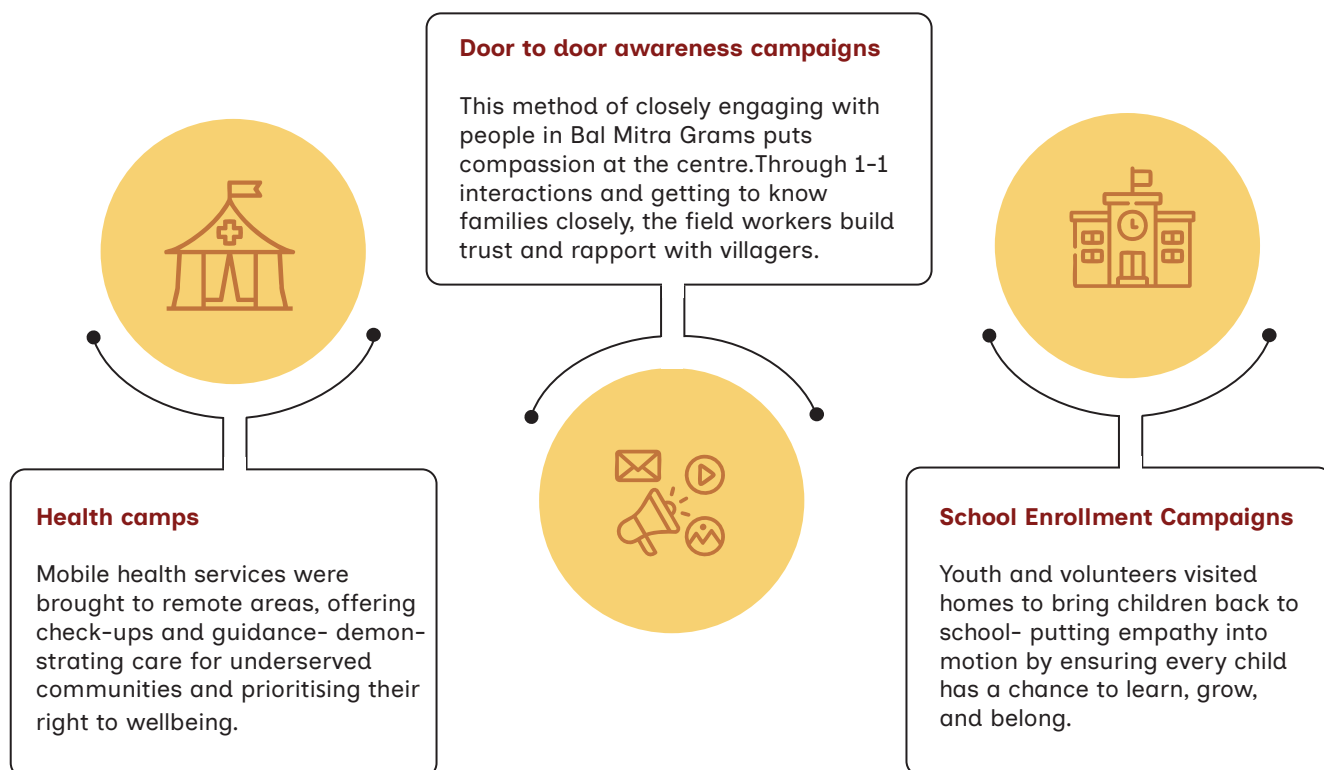 Door to door awareness campaigns
This method of closely engaging with
people in Bal Mitra Grams puts
compassion at the centre.Through 1-1
interactions and getting to know
families closely, the field workers build
trust and rapport with villagers.
Health camps
Mobile health services were
brought to remote areas, offering
check-ups and guidance- demon-
strating care for underserved
communities and prioritising their
right to wellbeing.
School Enrollment Campaigns
Youth and volunteers visited
homes to bring children back to
school- putting empathy into
motion by ensuring every child
has a chance to learn, grow,
and belong.